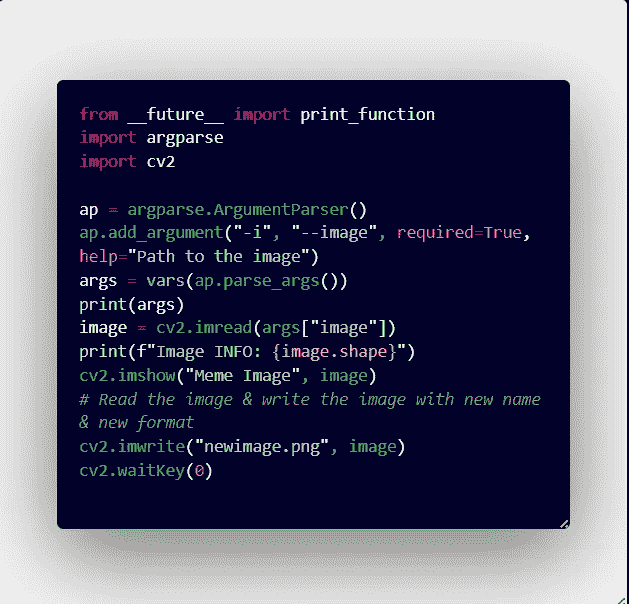 from __future__ import print_function
import argparse
import cv2

ap = argparse.ArgumentParser()
ap.add_argument("-i", "--image", required=True,
help="Path to the image")
args = vars(ap.parse_args())
print(args)
image = cv2.imread(args["image"])
print(f"Image INFO: {image.shape}")
cv2.imshow("Meme Image", image)
# Read the image & write the image with new name
& new format
cv2.imwrite("newimage.png", image)
cv2.waitKey(0)